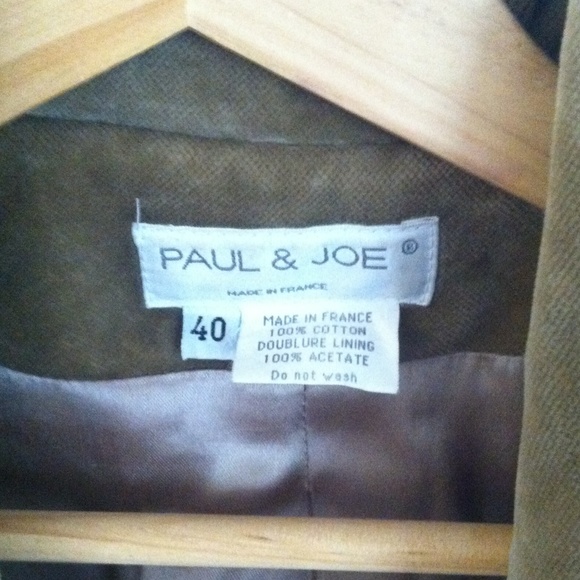 PAUL & JOE ®
MADE IN FRANCE
40
MADE IN FRANCE
100% COTTON
DOUBLURE LINING
100% ACETATE
Do not wash